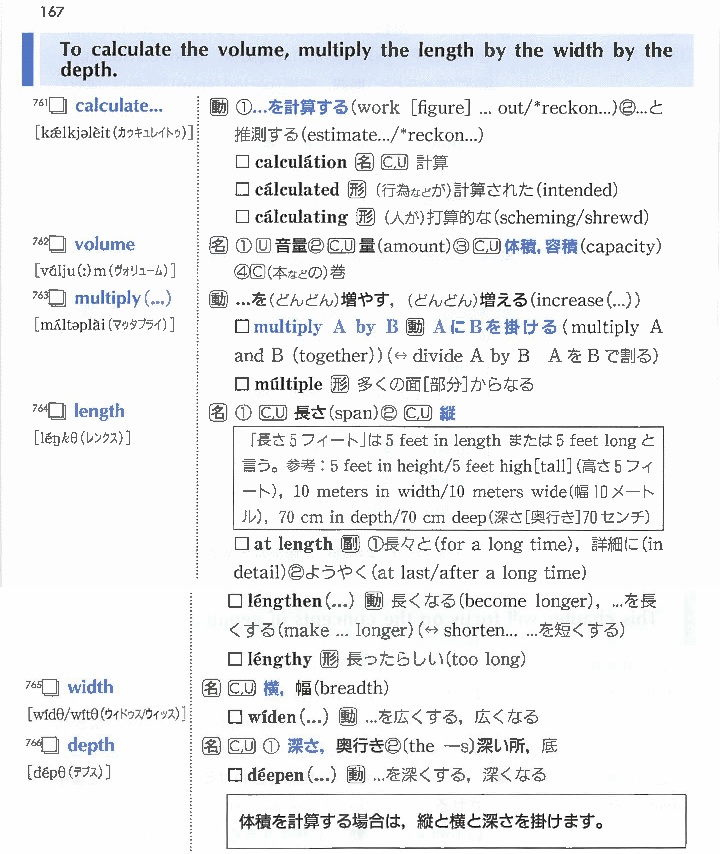 167
To calculate the volume, multiply the length by the width by the
depth.
761□ calculate... 動 ①...を計算する(work [figure] ... out/*reckon...)②...と
[kǽlkjəlèit(カゥキュレイトゥ)] 推測する(estimate.../*reckon...)
□ calculátion 名 C,U 計算
□ cálculated 形 (行為などが)計算された(intended)
□ cálculating 形 (人が)打算的な(scheming/shrewd)
762□ volume 名 ①U音量②C,U量(amount)③C,U体積,容積(capacity)
[válju(:)m(ヴォリューム)] ④C(本などの)巻
763□ multiply(...) 動 ...を(どんどん)増やす, (どんどん)増える(increase(...))
[mʌ́ltəplài(マゥタプライ)] □ multiply A by B 動 AにBを掛ける(multiply A
and B (together))(↔ divide A by B AをBで割る)
□ múltiple 形 多くの面[部分]からなる
764□ length 名 ① C,U 長さ(span)② C,U 縦
[léŋkθ(レンクス)] 「長さ5フィート」は5 feet in length または5 feet long と
言う。参考：5 feet in height/5 feet high[tall](高さ5フィ
ート), 10 meters in width/10 meters wide(幅10メート
ル), 70 cm in depth/70 cm deep(深さ[奥行き]70センチ)
□ at length 副 ①長々と(for a long time), 詳細に(in
detail)②ようやく(at last/after a long time)
□ léngthen(...) 動 長くなる(become longer), ...を長
くする(make ... longer)(↔ shorten... ...を短くする)
□ léngthy 形 長ったらしい(too long)
765□ width 名 C,U 横, 幅(breadth)
[wídθ/wítθ(ウィドゥス/ウィッス)] □ wíden(...) 動 ...を広くする, 広くなる
766□ depth 名 C,U ① 深さ, 奥行き②(the —s)深い所, 底
[dépθ(デプス)] □ déepen(...) 動 ...を深くする, 深くなる
体積を計算する場合は, 縦と横と深さを掛けます。